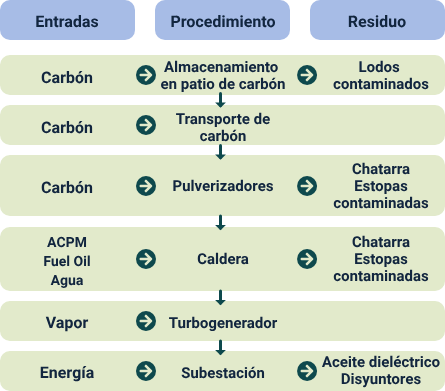 Entradas
Procedimiento
Residuo
Carbón
Almacenamiento
en patio de carbón
Lodos
contaminados
Carbón
Transporte de
carbón
Carbón
Pulverizadores
Chatarra
Estopas
contaminadas
ACPM
Fuel Oil
Agua
Caldera
Chatarra
Estopas
contaminadas
Vapor
Turbogenerador
Energía
Subestación
Aceite dieléctrico
Disyuntores